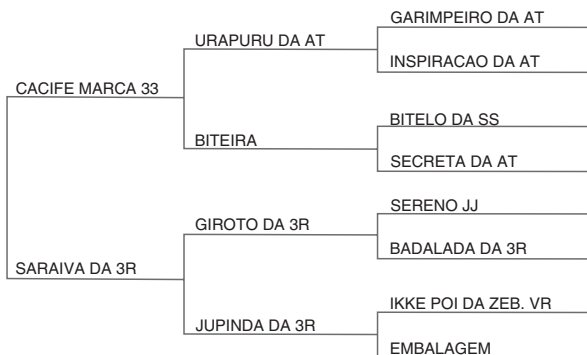 GARIMPEIRO DA AT
URAPURU DA AT
INSPIRACAO DA AT
CACIFE MARCA 33
BITELO DA SS
BITEIRA
SECRETA DA AT
SERENO JJ
GIROTO DA 3R
BADALADA DA 3R
SARAIVA DA 3R
IKKE POI DA ZEB. VR
JUPINDA DA 3R
EMBALAGEM